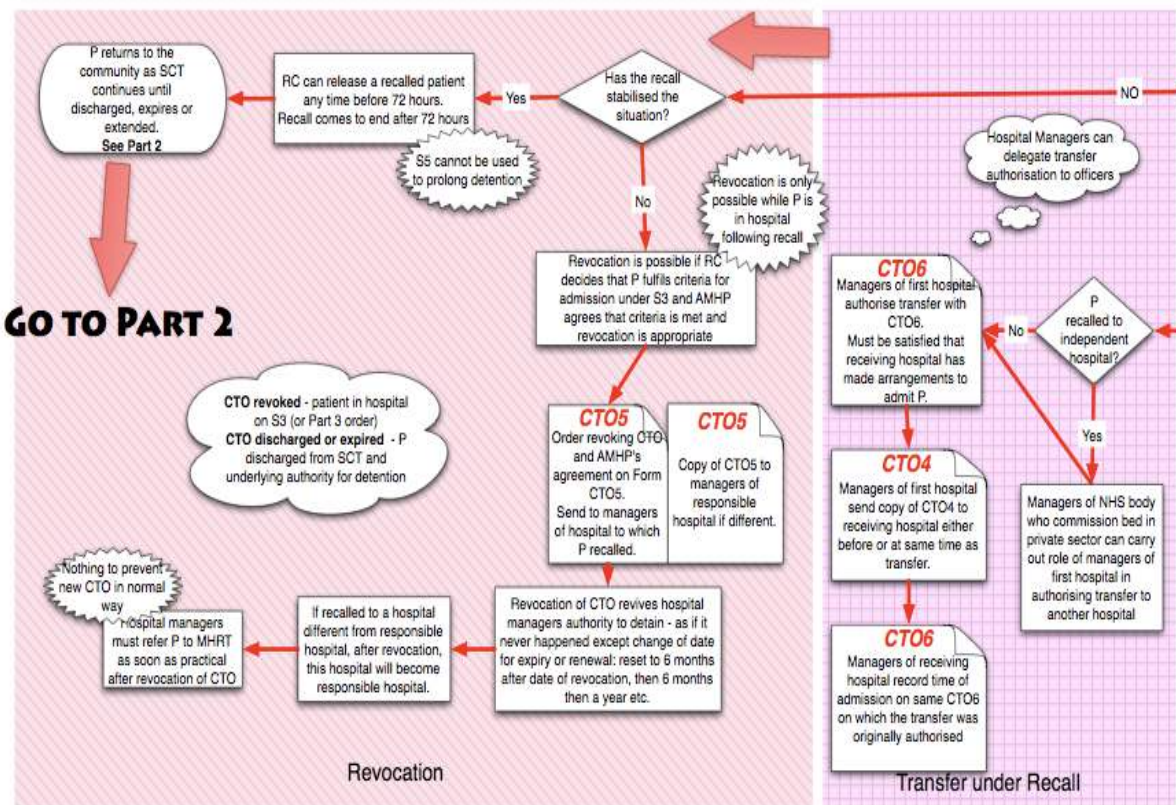 P returns to the
community as SCT
continues until
discharged, expires or
extended.
See Part 2
RC can release a recalled patient
any time before 72 hours.
Recall comes to end after 72 hours
Yes
Has the recall
stabilised the
situation?
NO
S5 cannot be used
to prolong detention
No
Revocation is only
possible while P is
in hospital
following recall
Revocation is possible if RC
decides that P fulfils criteria for
admission under S3 and AMHP
agrees that criteria is met and
revocation is appropriate
GO TO PART 2
CTO revoked - patient in hospital
on S3 (or Part 3 order)
CTO discharged or expired - P
discharged from SCT and
underlying authority for detention
CTO5
Order revoking CTO
and AMHP's
agreement on Form
CTO5.
Send to managers
of hospital to which
P recalled.
CTO5
Copy of CTO5 to
managers of
responsible
hospital if different.
Nothing to prevent
new CTO in normal
way
Hospital managers
must refer P to MHRT
as soon as practical
after revocation of CTO
If recalled to a hospital
different from responsible
hospital, after revocation,
this hospital will become
responsible hospital.
Revocation of CTO revives hospital
managers authority to detain - as if it
never happened except change of date
for expiry or renewal: reset to 6 months
after date of revocation, then 6 months
then a year etc.
Revocation
Hospital Managers can
delegate transfer
authorisation to officers
CTO6
Managers of first hospital
authorise transfer with
CTO6.
Must be satisfied that
receiving hospital has
made arrangements to
admit P.
No
P
recalled to
independent
hospital?
Yes
CTO4
Managers of first hospital
send copy of CTO4 to
receiving hospital either
before or at same time as
transfer.
Managers of NHS body
who commission bed in
private sector can carry
out role of managers of
first hospital in
authorising transfer to
another hospital
CTO6
Managers of receiving
hospital record time of
admission on same CTO6
on which the transfer was
originally authorised
Transfer under Recall